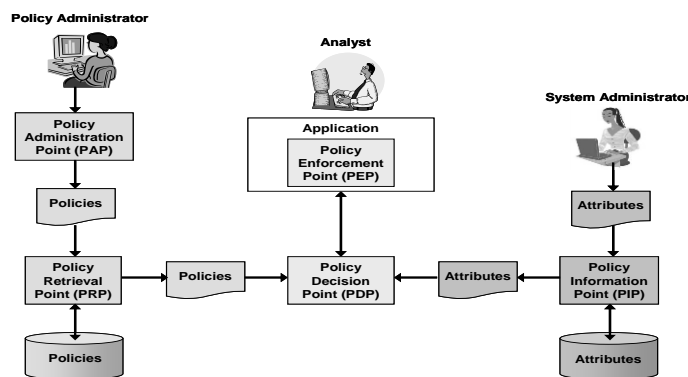 Policy Administrator
Analyst
System Administrator
Policy
Administration
Point (PAP)
Application
Policy
Enforcement
Point (PEP)
Policies
Attributes
Policy
Retrieval
Point (PRP)
Policies
Policy
Decision
Point (PDP)
Attributes
Policy
Information
Point (PIP)
Policies
Attributes